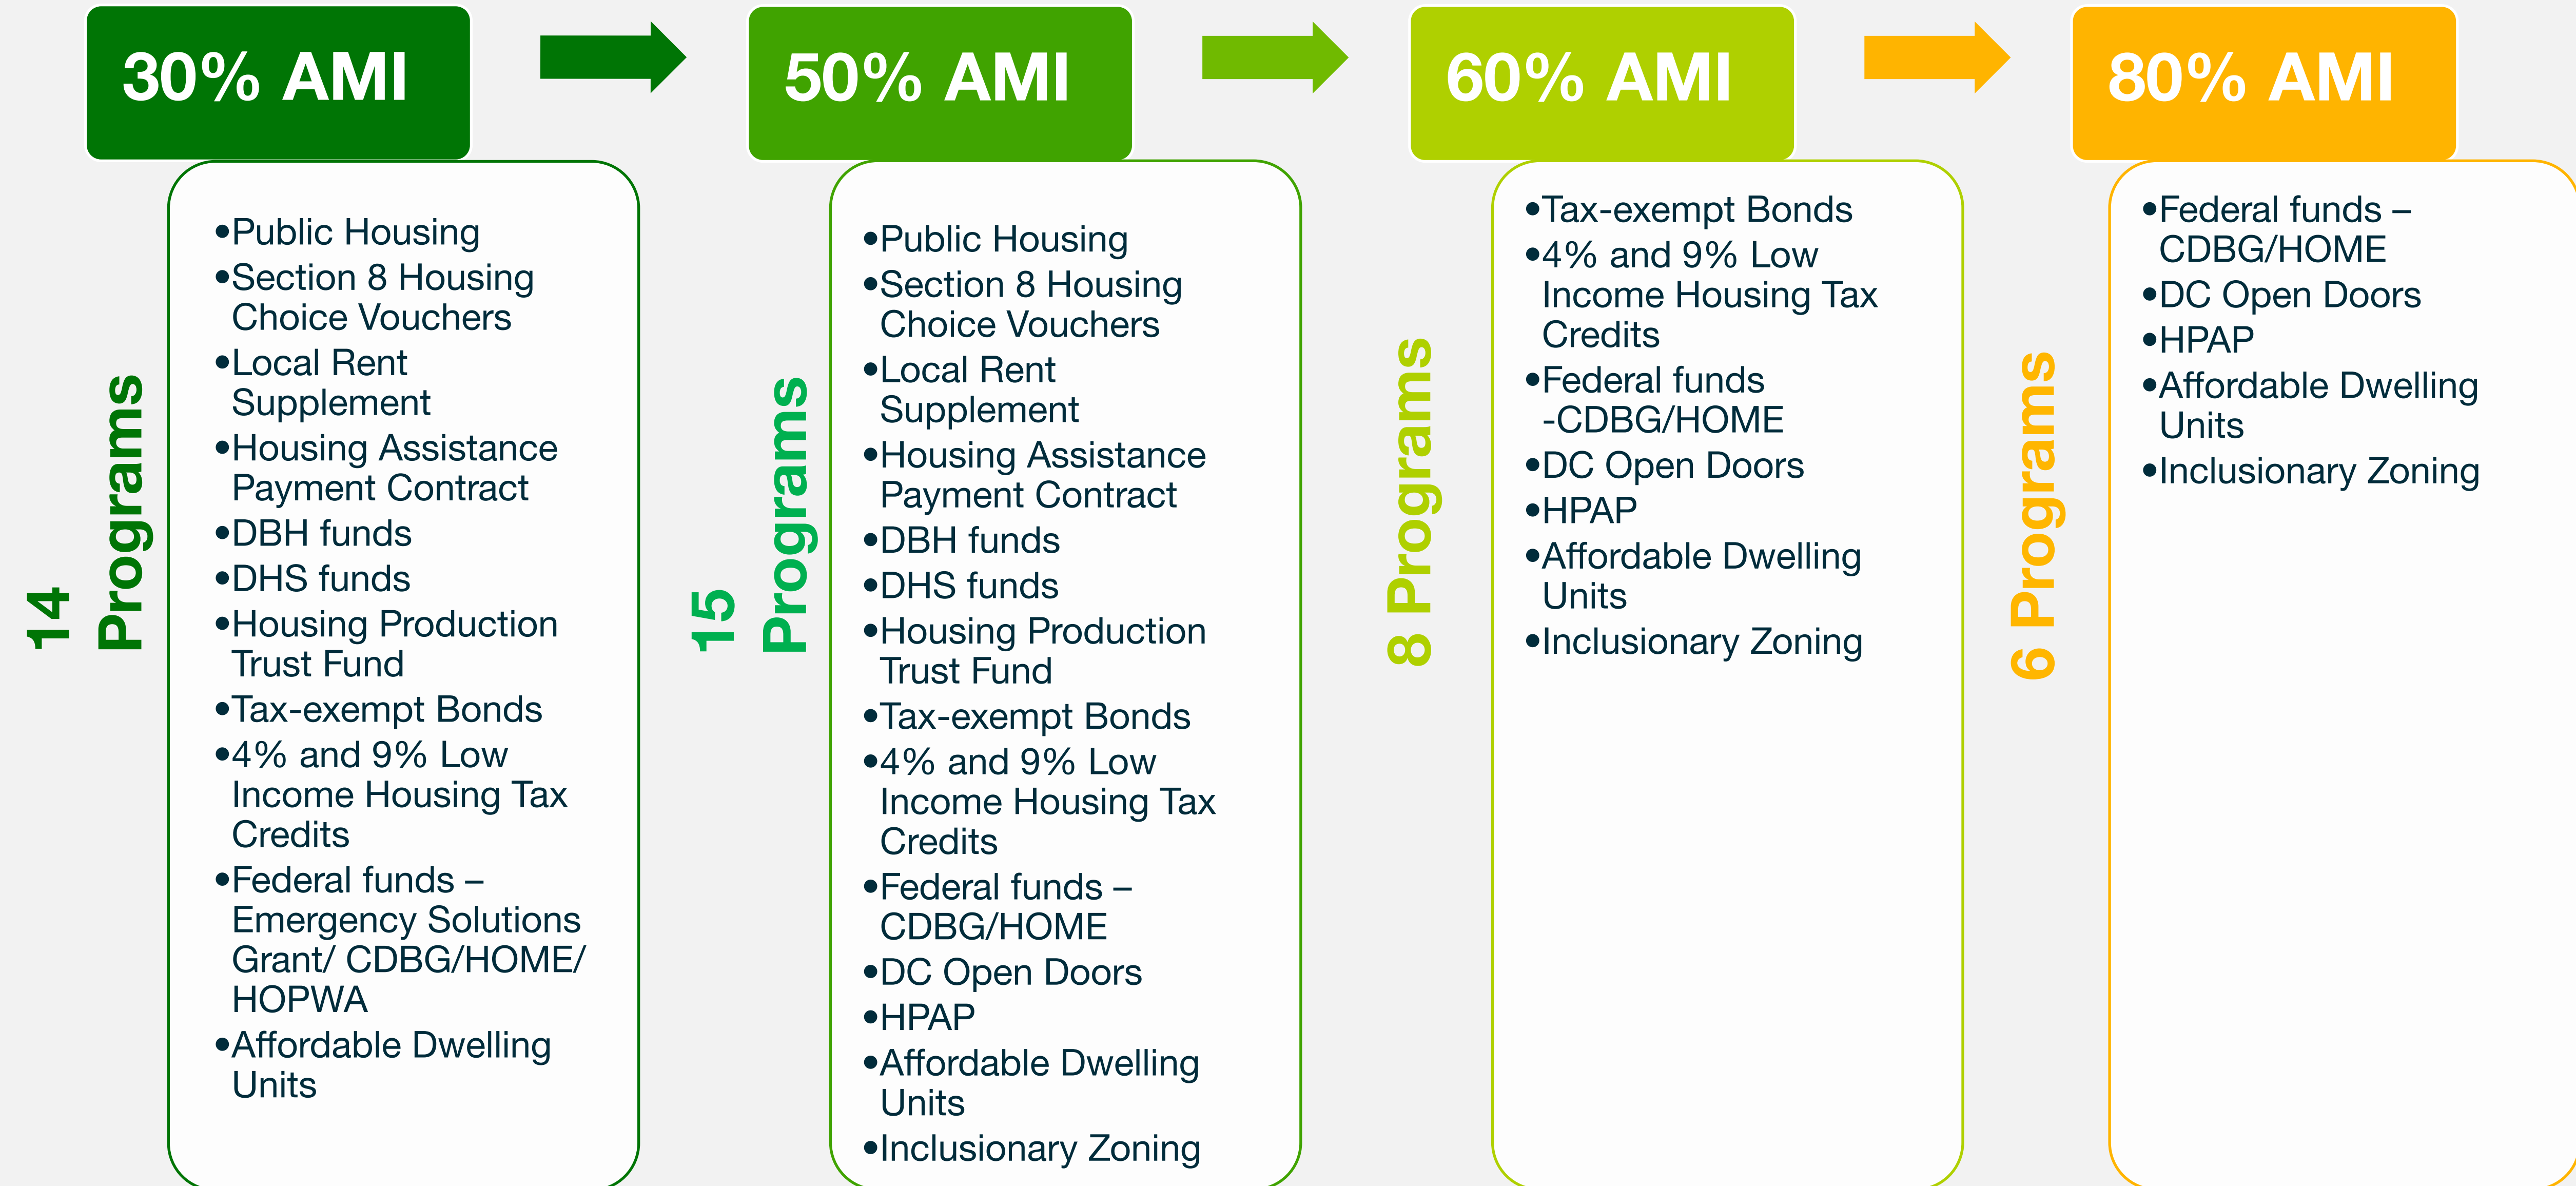 30% AMI
14
Programs
•Public Housing
•Section 8 Housing
Choice Vouchers
•Local Rent
Supplement
•Housing Assistance
Payment Contract
•DBH funds
•DHS funds
•Housing Production
Trust Fund
•Tax-exempt Bonds
•4% and 9% Low
Income Housing Tax
Credits
•Federal funds –
Emergency Solutions
Grant/ CDBG/HOME/
HOPWA
•Affordable Dwelling
Units
50% AMI
15
Programs
•Public Housing
•Section 8 Housing
Choice Vouchers
•Local Rent
Supplement
•Housing Assistance
Payment Contract
•DBH funds
•DHS funds
•Housing Production
Trust Fund
•Tax-exempt Bonds
•4% and 9% Low
Income Housing Tax
Credits
•Federal funds –
CDBG/HOME
•DC Open Doors
•HPAP
•Affordable Dwelling
Units
•Inclusionary Zoning
60% AMI
8 Programs
•Tax-exempt Bonds
•4% and 9% Low
Income Housing Tax
Credits
•Federal funds
-CDBG/HOME
•DC Open Doors
•HPAP
•Affordable Dwelling
Units
•Inclusionary Zoning
80% AMI
6 Programs
•Federal funds –
CDBG/HOME
•DC Open Doors
•HPAP
•Affordable Dwelling
Units
•Inclusionary Zoning